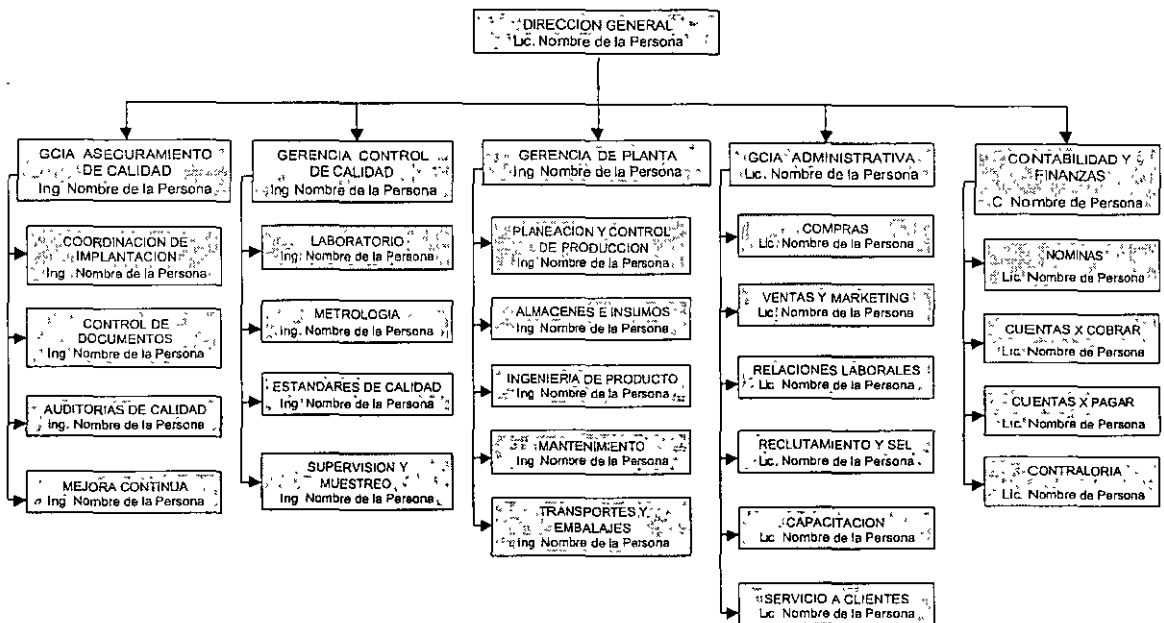 DIRECCION GENERAL
Lic. Nombre de la Persona
GCIA ASEGURAMIENTO
DE CALIDAD
Ing Nombre de la Persona
COORDINACION DE
IMPLANTACION
Ing. Nombre de la Persona
CONTROL DE
DOCUMENTOS
Ing Nombre de la Persona
AUDITORIAS DE CALIDAD
Ing. Nombre de la Persona
MEJORA CONTINUA
Ing Nombre de la Persona
GERENCIA CONTROL
DE CALIDAD
Ing Nombre de la Persona
LABORATORIO
Ing. Nombre de la Persona
METROLOGIA
Ing. Nombre de la Persona
ESTANDARES DE CALIDAD
Ing Nombre de la Persona
SUPERVISION Y
MUESTREO
Ing Nombre de la Persona
GERENCIA DE PLANTA
Ing Nombre de la Persona
PLANEACION Y CONTROL
DE PRODUCCION
Ing Nombre de la Persona
ALMACENES E INSUMOS
Ing Nombre de la Persona
INGENIERIA DE PRODUCTO
Ing Nombre de la Persona
MANTENIMIENTO
Ing Nombre de la Persona
TRANSPORTES Y
EMBALAJES
Ing Nombre de la Persona
GCIA ADMINISTRATIVA
Lic. Nombre de la Persona
COMPRAS
Lic Nombre de la Persona
VENTAS Y MARKETING
Lic Nombre de la Persona
RELACIONES LABORALES
Lic Nombre de la Persona
RECLUTAMIENTO Y SEL
Lic. Nombre de la Persona
CAPACITACION
Lic Nombre de la Persona
SERVICIO A CLIENTES
Lic. Nombre de la Persona
CONTABILIDAD Y
FINANZAS
C Nombre de Persona
NOMINAS
Lic Nombre de la Persona
CUENTAS X COBRAR
Lic Nombre de la Persona
CUENTAS X PAGAR
Lic Nombre de la Persona
CONTRALORIA
Lic. Nombre de la Persona